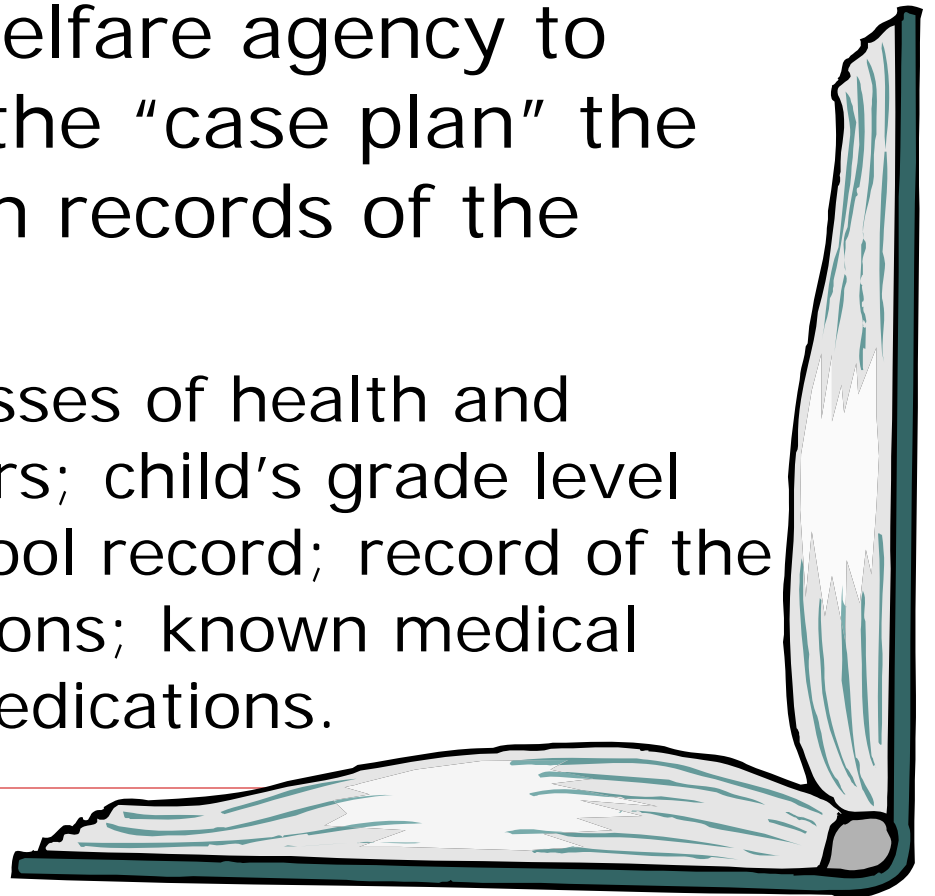 elfare agency to
the “case plan” the
n records of the
sses of health and
rs; child’s grade level
ool record; record of the
ons; known medical
edications.